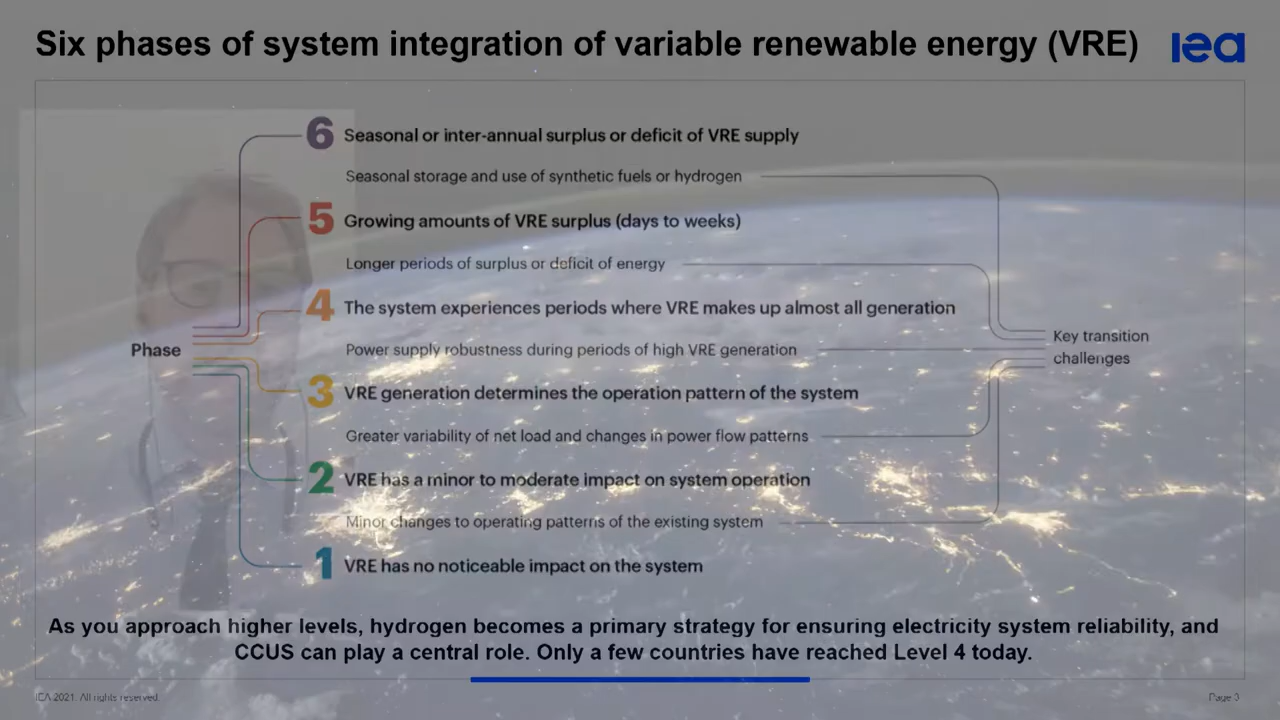 Six phases of system integration of variable renewable energy (VRE)
iea
6 Seasonal or inter-annual surplus or deficit of VRE supply
Seasonal storage and use of synthetic fuels or hydrogen
5 Growing amounts of VRE surplus (days to weeks)
Longer periods of surplus or deficit of energy
4 The system experiences periods where VRE makes up almost all generation
Phase
Power supply robustness during periods of high VRE generation
Key transition
challenges
3 VRE generation determines the operation pattern of the system
Greater variability of net load and changes in power flow patterns
2 VRE has a minor to moderate impact on system operation
Minor changes to operating patterns of the existing system
1 VRE has no noticeable impact on the system
As you approach higher levels, hydrogen becomes a primary strategy for ensuring electricity system reliability, and
CCUS can play a central role. Only a few countries have reached Level 4 today.
IEA 2021. All rights reserved.
Page 3